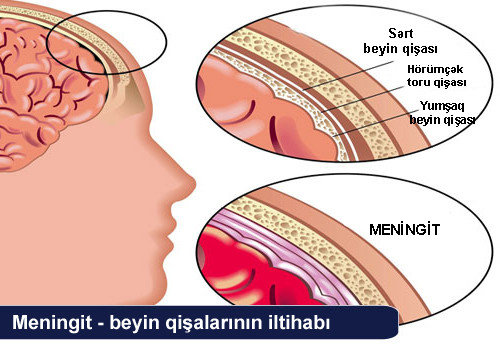 Sərt
beyin qişası
Hörümçək
toru qişası
Yumşaq
beyin qişası
MENİNGİT
Meningit - beyin qişalarının iltihabı